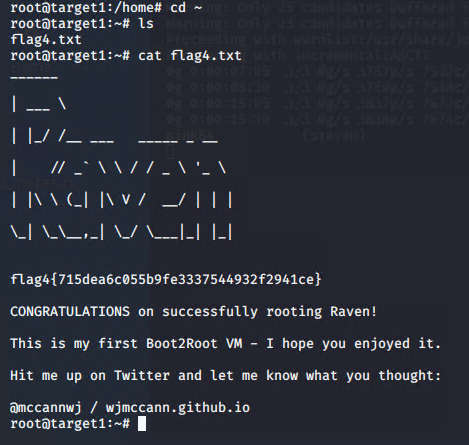 root@target1:/home# cd ~
root@target1:~# ls
flag4.txt
root@target1:~# cat flag4.txt
______
| ___ \
| |_/ /__ ___   _____ _ __
|    // _` \ \ / / _ \ '_ \
| |\ \ (_| |\ V /  __/ | | |
\_| \_\__,_| \_/ \___|_| |_|
flag4{715dea6c055b9fe3337544932f2941ce}
CONGRATULATIONS on successfully rooting Raven!
This is my first Boot2Root VM - I hope you enjoyed it.
Hit me up on Twitter and let me know what you thought:
@mccannwj / wjmccann.github.io
root@target1:~#